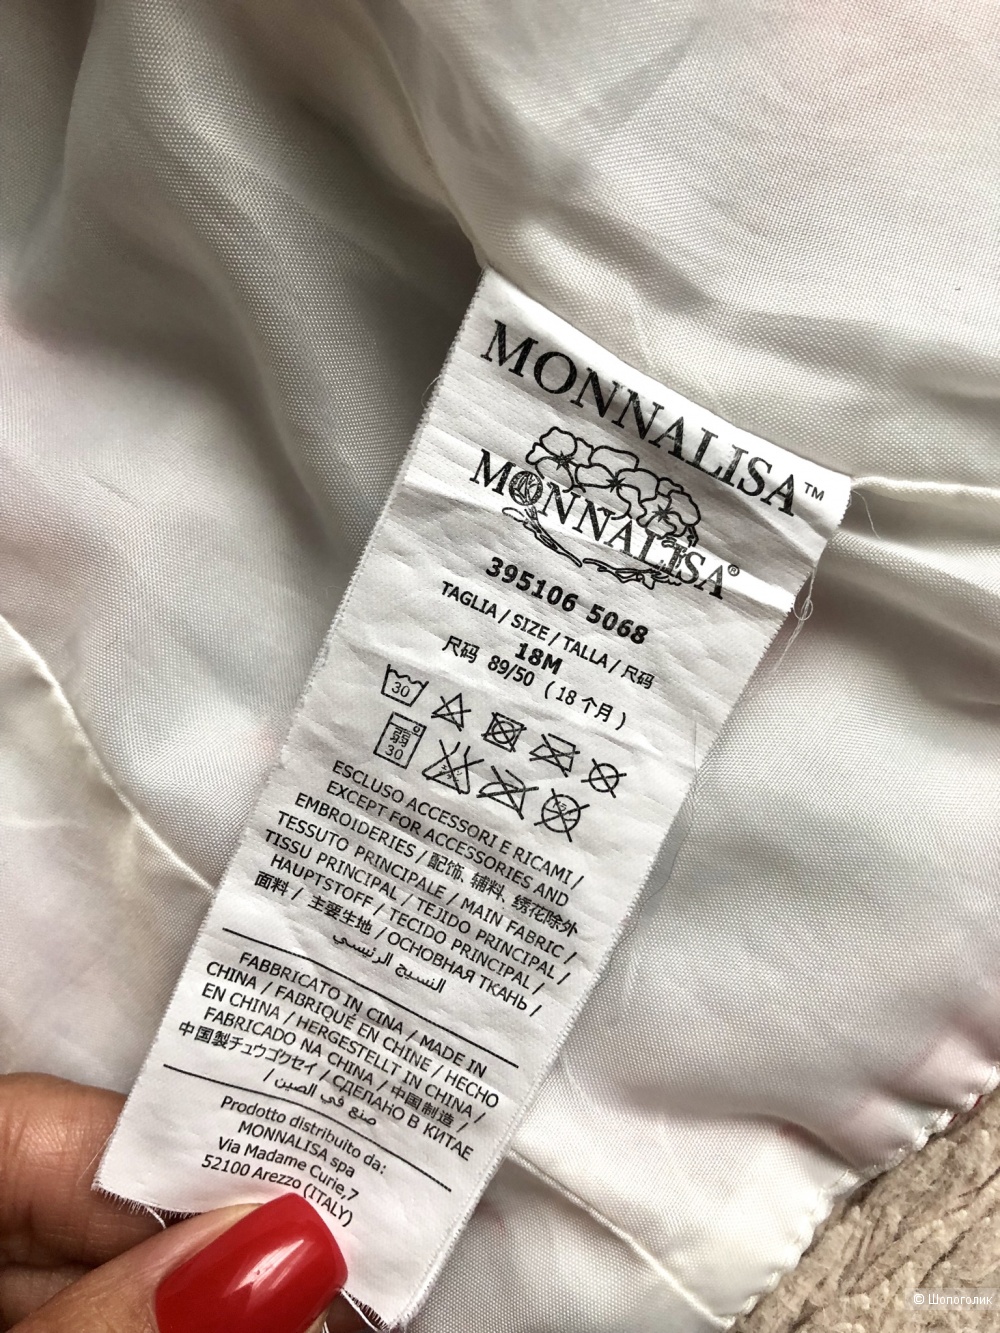 MONNALISA™
MONNALISA®
395106 5068
TAGLIA / SIZE / TALLA / 尺码
18M
尺码 89/50 ( 18 个月 )
30
弱
30
ESCLUSO ACCESSORI E RICAMI /
EXCEPT FOR ACCESSORIES AND
EMBROIDERIES / 配饰、辅料、绣花除外
TESSUTO PRINCIPALE / MAIN FABRIC /
TISSU PRINCIPAL / TEJIDO PRINCIPAL /
HAUPTSTOFF / TECIDO PRINCIPAL /
面料 / 主要生地 / ОСНОВНАЯ ТКАНЬ /
النسيج الرئيسي
FABBRICATO IN CINA / MADE IN
CHINA / FABRIQUÉ EN CHINE / HECHO
EN CHINA / HERGESTELLT IN CHINA /
FABRICADO NA CHINA / 中国制造 /
中国製チュウゴクセイ / СДЕЛАНО В КИТАЕ
/ صنع في الصين
Prodotto distribuito da:
MONNALISA spa
Via Madame Curie,7
52100 Arezzo (ITALY)
© Шопоголик